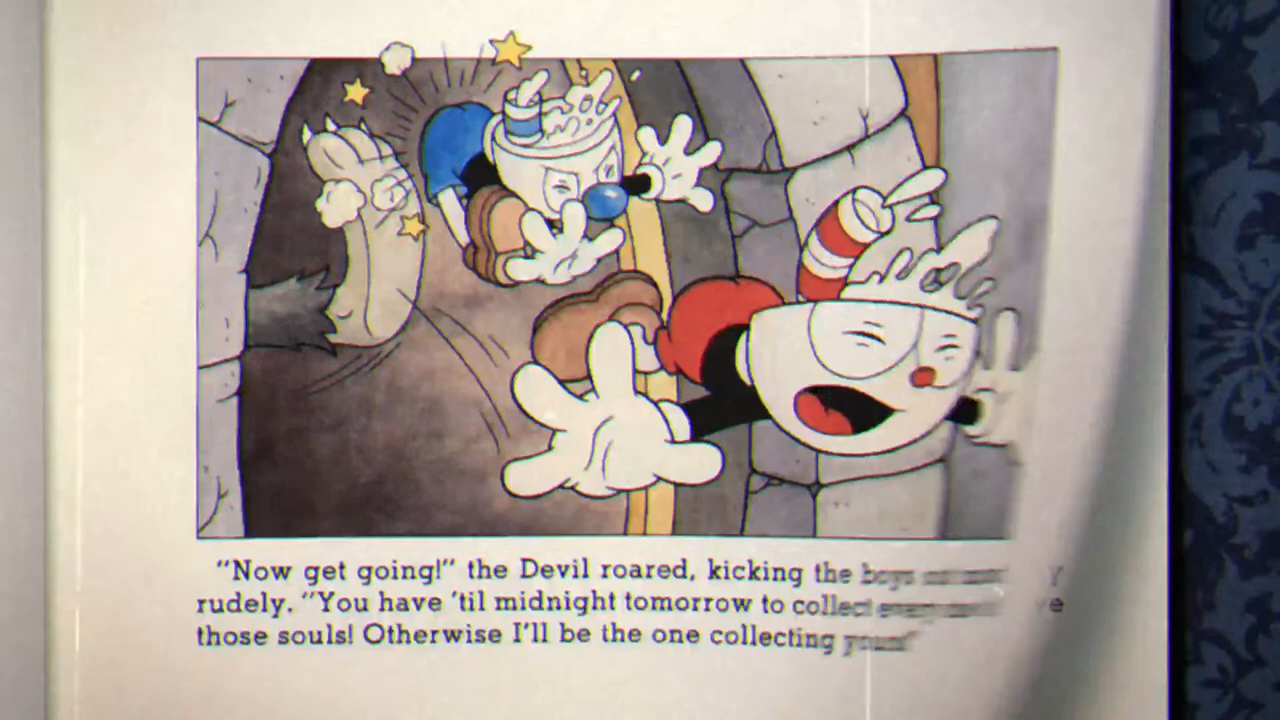 "Now get going!" the Devil roared, kicking the boys
rudely. "You have 'til midnight tomorrow to collect
those souls! Otherwise I'll be the one collecting